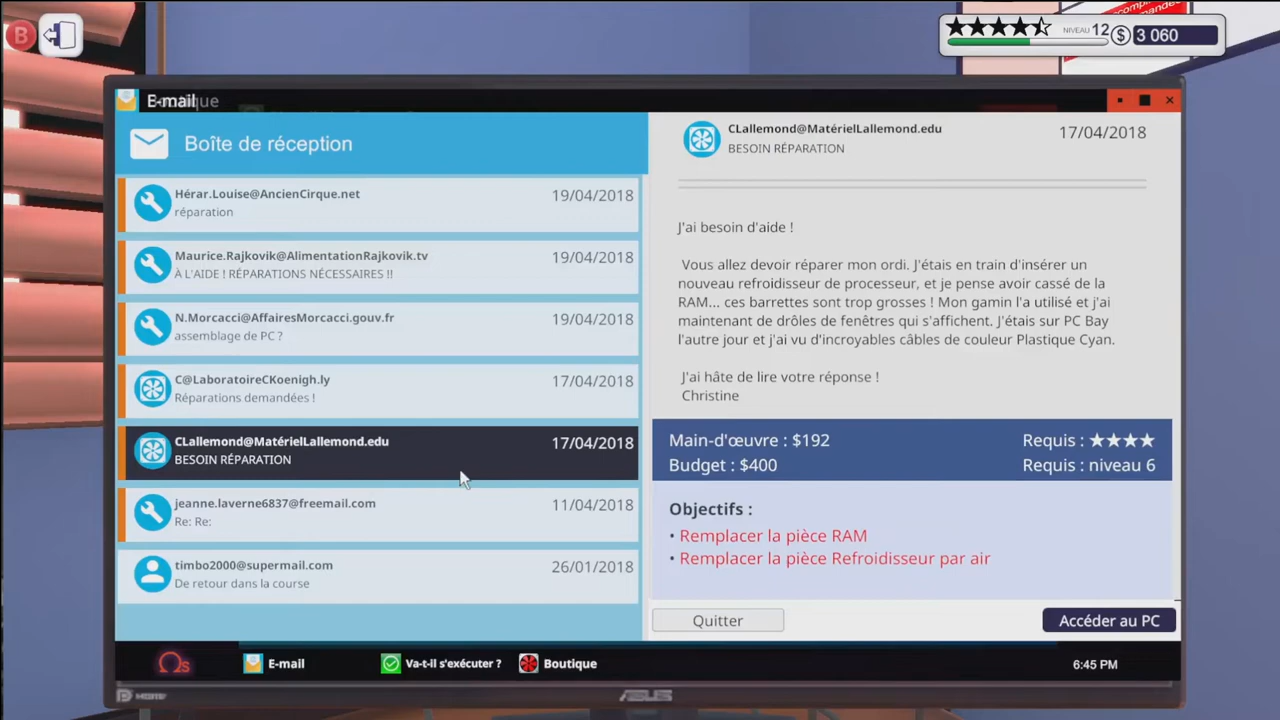 B
NIVEAU 12
$ 3 060
E-mail
Boîte de réception
Hérar.Louise@AncienCirque.net
19/04/2018
réparation
Maurice.Rajkovik@AlimentationRajkovik.tv
19/04/2018
À L'AIDE ! RÉPARATIONS NÉCESSAIRES !!
N.Morcacci@AffairesMorcacci.gouv.fr
19/04/2018
assemblage de PC ?
C@LaboratoireCKoenigh.ly
17/04/2018
Réparations demandées !
CLallemond@MatérielLallemond.edu
17/04/2018
BESOIN RÉPARATION
jeanne.laverne6837@freemail.com
11/04/2018
Re: Re:
timbo2000@supermail.com
26/01/2018
De retour dans la course
CLallemond@MatérielLallemond.edu
17/04/2018
BESOIN RÉPARATION
J'ai besoin d'aide !
Vous allez devoir réparer mon ordi. J'étais en train d'insérer un
nouveau refroidisseur de processeur, et je pense avoir cassé de la
RAM... ces barrettes sont trop grosses ! Mon gamin l'a utilisé et j'ai
maintenant de drôles de fenêtres qui s'affichent. J'étais sur PC Bay
l'autre jour et j'ai vu d'incroyables câbles de couleur Plastique Cyan.
J'ai hâte de lire votre réponse !
Christine
Main-d'œuvre : $192
Requis : ★★★★
Budget : $400
Requis : niveau 6
Objectifs :
• Remplacer la pièce RAM
• Remplacer la pièce Refroidisseur par air
Quitter
Accéder au PC
Ωs
E-mail
Va-t-il s'exécuter ?
Boutique
6:45 PM
HDMI
ASUS